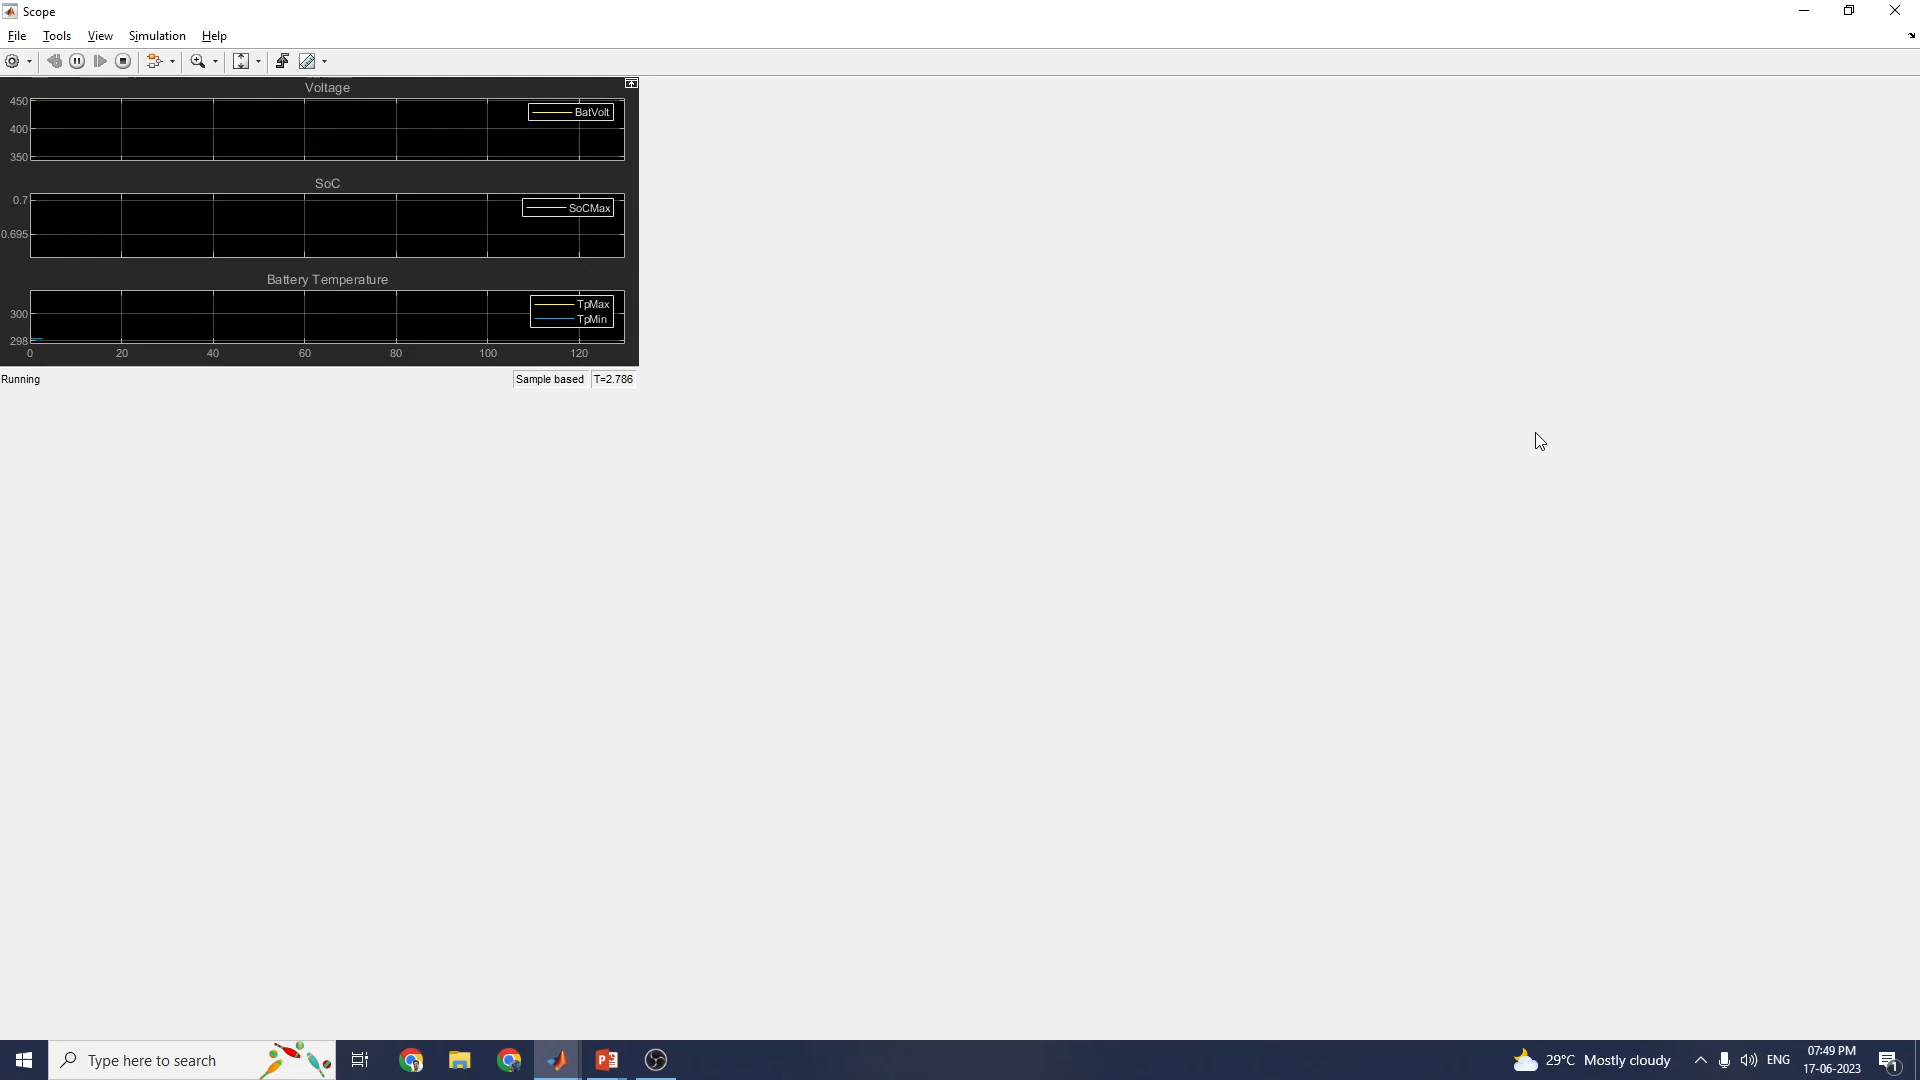 Scope
File Tools View Simulation Help
Voltage
450
400
350
BatVolt
SoC
0.7
0.695
SoCMax
Battery Temperature
300
298
TpMax
TpMin
0 20 40 60 80 100 120
Running
Sample based T=2.786
Type here to search
29°C Mostly cloudy
ENG
07:49 PM
17-06-2023
1